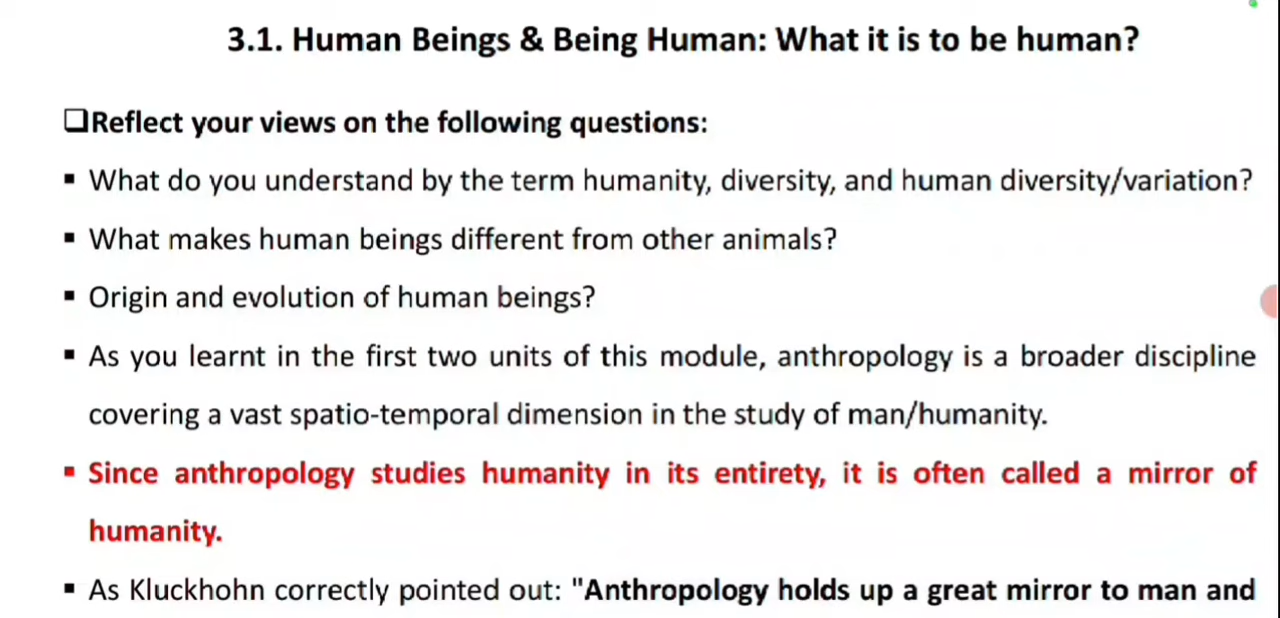 3.1. Human Beings & Being Human: What it is to be human?
❑Reflect your views on the following questions:
▪ What do you understand by the term humanity, diversity, and human diversity/variation?
▪ What makes human beings different from other animals?
▪ Origin and evolution of human beings?
▪ As you learnt in the first two units of this module, anthropology is a broader discipline
covering a vast spatio-temporal dimension in the study of man/humanity.
▪ Since anthropology studies humanity in its entirety, it is often called a mirror of
humanity.
▪ As Kluckhohn correctly pointed out: "Anthropology holds up a great mirror to man and